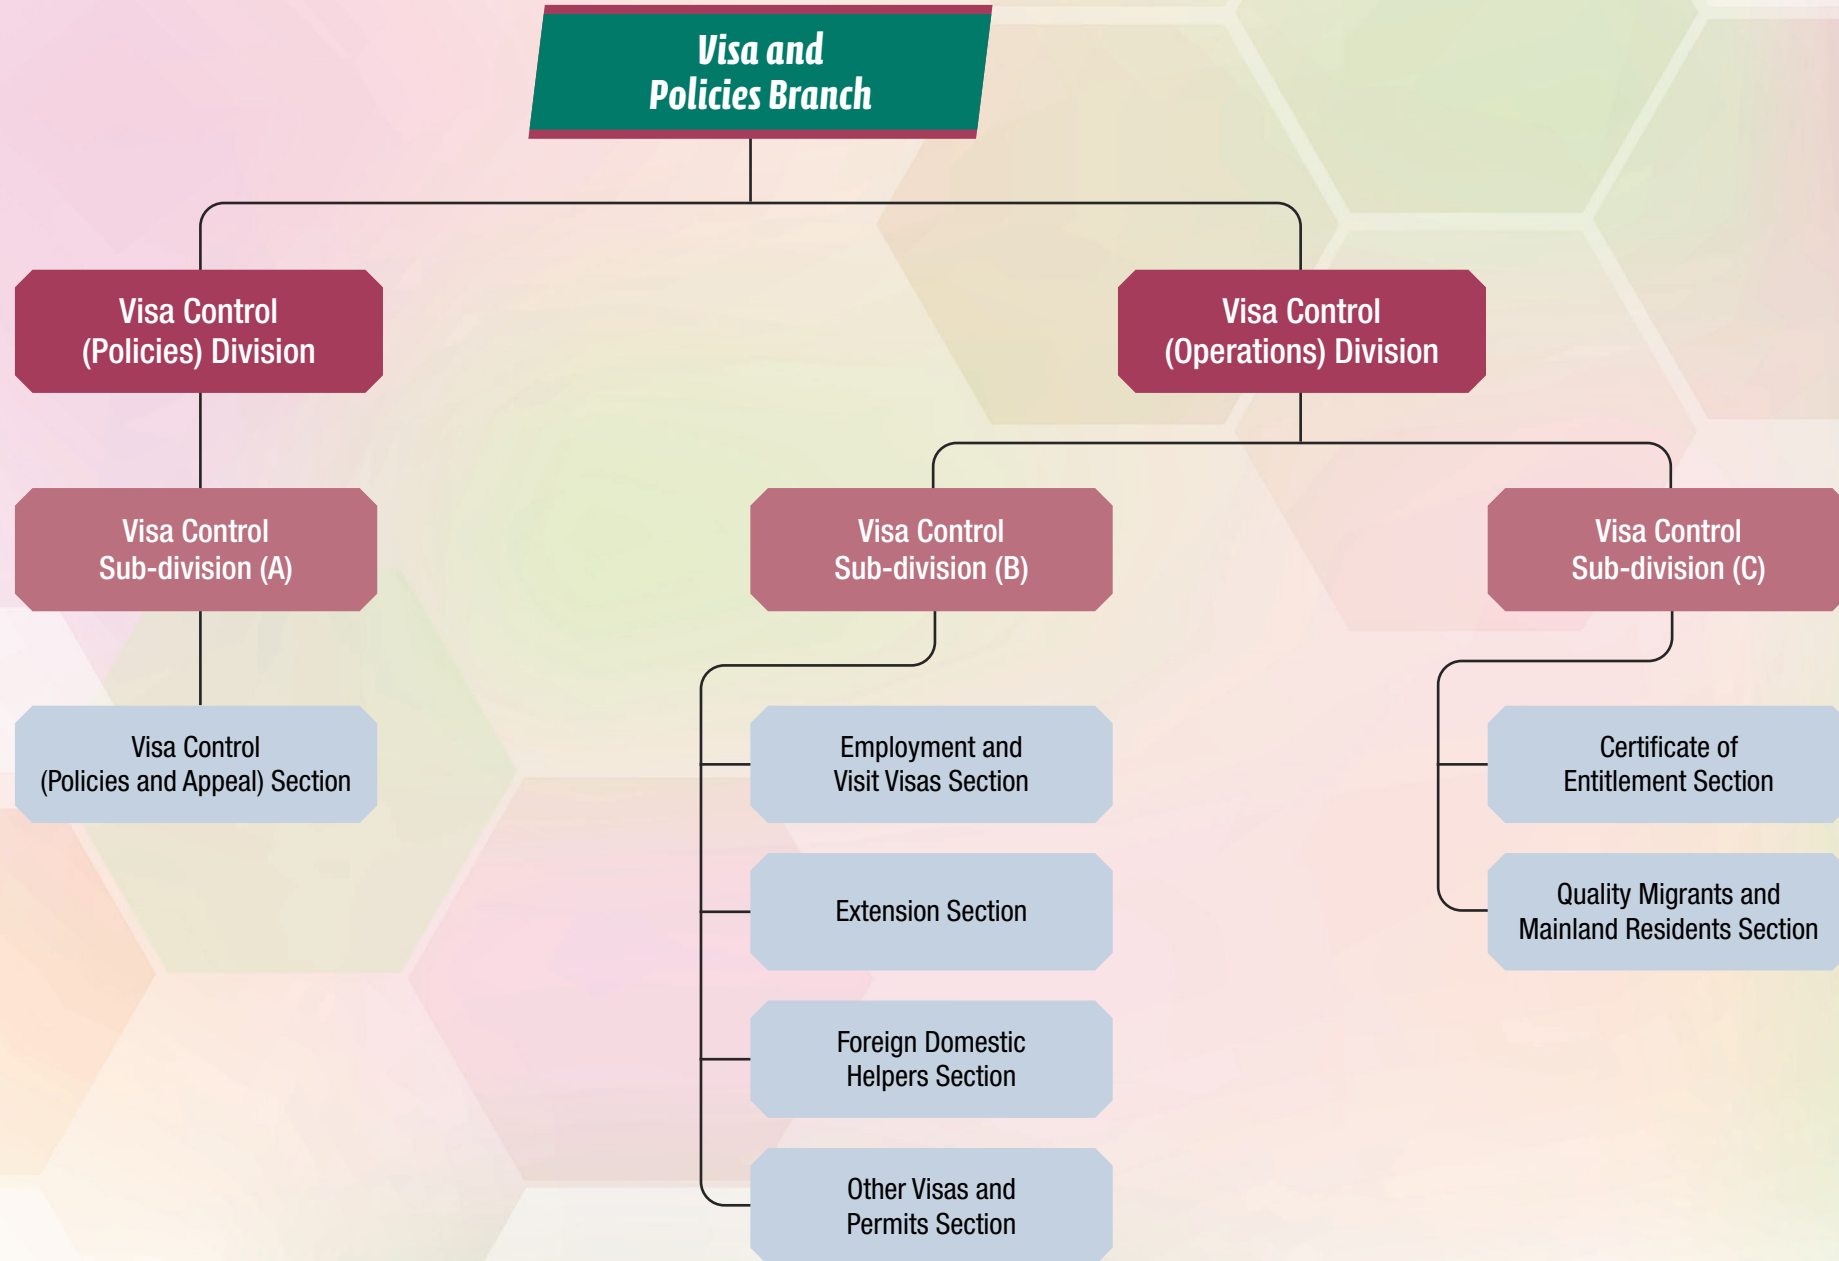 Visa and
Policies Branch
Visa Control
(Policies) Division
Visa Control
(Operations) Division
Visa Control
Sub-division (A)
Visa Control
Sub-division (B)
Visa Control
Sub-division (C)
Visa Control
(Policies and Appeal) Section
Employment and
Visit Visas Section
Extension Section
Foreign Domestic
Helpers Section
Other Visas and
Permits Section
Certificate of
Entitlement Section
Quality Migrants and
Mainland Residents Section